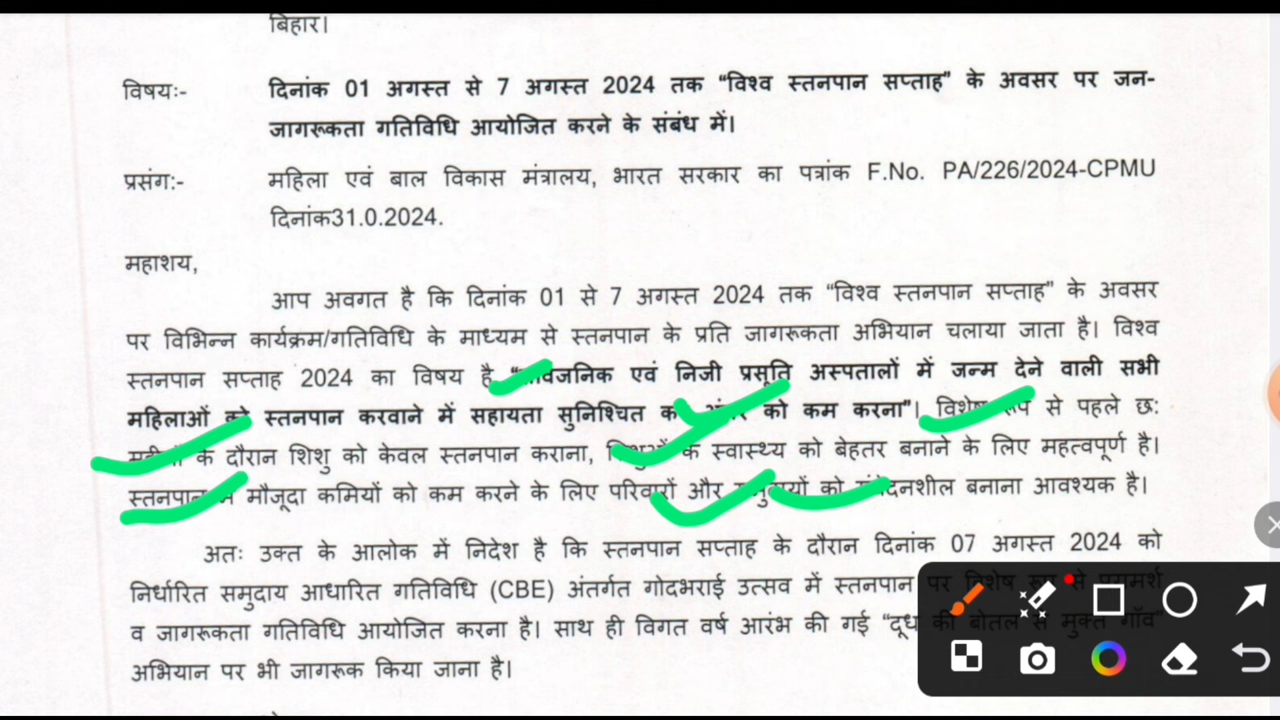 बिहार।
विषयः- दिनांक 01 अगस्त से 7 अगस्त 2024 तक “विश्व स्तनपान सप्ताह” के अवसर पर जन-
जागरूकता गतिविधि आयोजित करने के संबंध में।
प्रसंगः- महिला एवं बाल विकास मंत्रालय, भारत सरकार का पत्रांक F.No. PA/226/2024-CPMU
दिनांक31.0.2024.
महाशय,
आप अवगत है कि दिनांक 01 से 7 अगस्त 2024 तक “विश्व स्तनपान सप्ताह” के अवसर
पर विभिन्न कार्यक्रम/गतिविधि के माध्यम से स्तनपान के प्रति जागरूकता अभियान चलाया जाता है। विश्व
स्तनपान सप्ताह 2024 का विषय है एवं निजी प्रसूति अस्पतालों में जन्म देने वाली सभी
महिलाओं को स्तनपान करवाने में सहायता सुनिश्चित को कम करना”। विशेष रूप से पहले छः
के दौरान शिशु को केवल स्तनपान कराना, के स्वास्थ्य को बेहतर बनाने के लिए महत्वपूर्ण है।
स्तनपान में मौजूदा कमियों को कम करने के लिए परिवारों और को बनाना आवश्यक है।
अतः उक्त के आलोक में निदेश है कि स्तनपान सप्ताह के दौरान दिनांक 07 अगस्त 2024 को
निर्धारित समुदाय आधारित गतिविधि (CBE) अंतर्गत गोदभराई उत्सव में स्तनपान पर विशेष रूप से परामर्श
व जागरूकता गतिविधि आयोजित करना है। साथ ही विगत वर्ष आरंभ की गई “दूध की बोतल से मुक्त गाँव”
अभियान पर भी जागरूक किया जाना है।